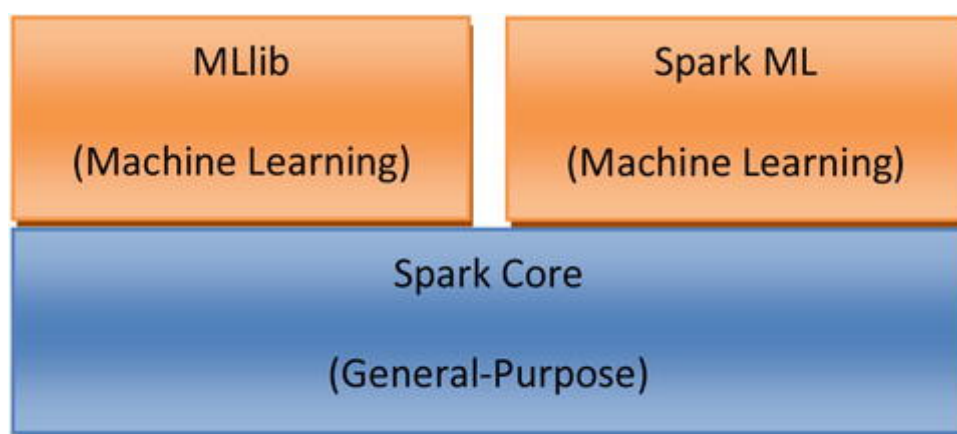 MLlib
(Machine Learning)
Spark ML
(Machine Learning)
Spark Core
(General-Purpose)